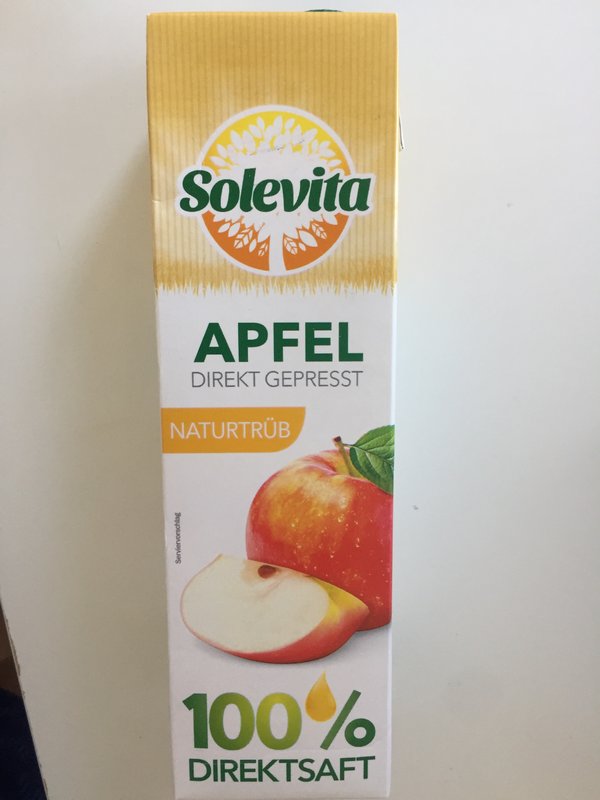 Solevita
APFEL
DIREKT GEPRESST
NATURTRÜB
Serviervorschlag
100%
DIREKTSAFT